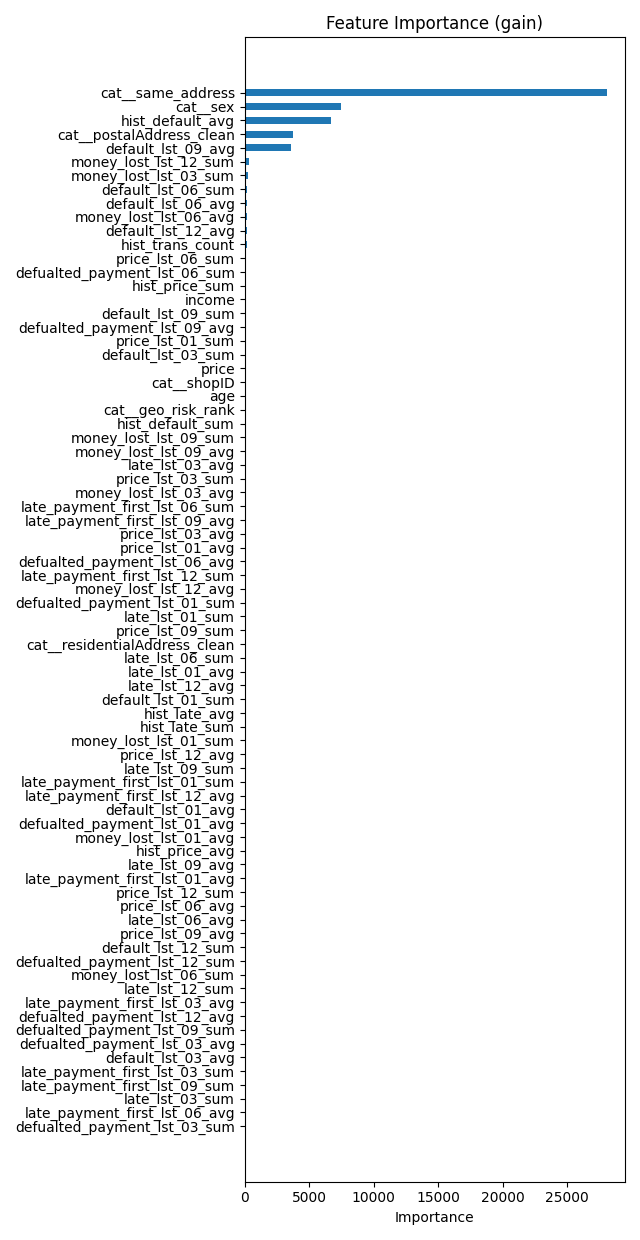 Feature Importance (gain)
cat__same_address
cat__sex
hist_default_avg
cat__postalAddress_clean
default_lst_09_avg
money_lost_lst_12_sum
money_lost_lst_03_sum
default_lst_06_sum
default_lst_06_avg
money_lost_lst_06_avg
default_lst_12_avg
hist_trans_count
price_lst_06_sum
defualted_payment_lst_06_sum
hist_price_sum
income
default_lst_09_sum
defualted_payment_lst_09_avg
price_lst_01_sum
default_lst_03_sum
price
cat__shopID
age
cat__geo_risk_rank
hist_default_sum
money_lost_lst_09_sum
money_lost_lst_09_avg
late_lst_03_avg
price_lst_03_sum
money_lost_lst_03_avg
late_payment_first_lst_06_sum
late_payment_first_lst_09_avg
price_lst_03_avg
price_lst_01_avg
defualted_payment_lst_06_avg
late_payment_first_lst_12_sum
money_lost_lst_12_avg
defualted_payment_lst_01_sum
late_lst_01_sum
price_lst_09_sum
cat__residentialAddress_clean
late_lst_06_sum
late_lst_01_avg
late_lst_12_avg
default_lst_01_sum
hist_late_avg
hist_late_sum
money_lost_lst_01_sum
price_lst_12_avg
late_lst_09_sum
late_payment_first_lst_01_sum
late_payment_first_lst_12_avg
default_lst_01_avg
defualted_payment_lst_01_avg
money_lost_lst_01_avg
hist_price_avg
late_lst_09_avg
late_payment_first_lst_01_avg
price_lst_12_sum
price_lst_06_avg
late_lst_06_avg
price_lst_09_avg
default_lst_12_sum
defualted_payment_lst_12_sum
money_lost_lst_06_sum
late_lst_12_sum
late_payment_first_lst_03_avg
defualted_payment_lst_12_avg
defualted_payment_lst_09_sum
defualted_payment_lst_03_avg
default_lst_03_avg
late_payment_first_lst_03_sum
late_payment_first_lst_09_sum
late_lst_03_sum
late_payment_first_lst_06_avg
defualted_payment_lst_03_sum
0 5000 10000 15000 20000 25000
Importance